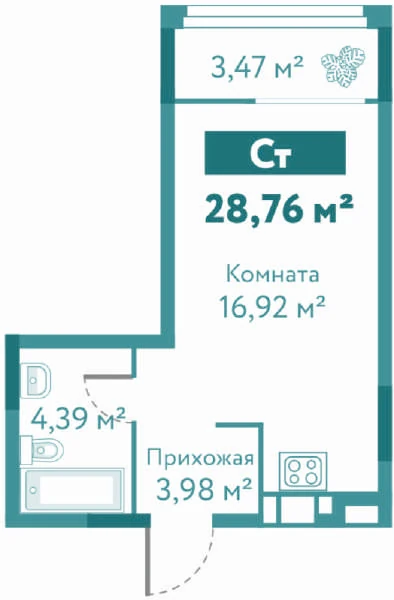 3,47 м²
Ст
28,76 м²
Комната
16,92 м²
4,39 м²
Прихожая
3,98 м²